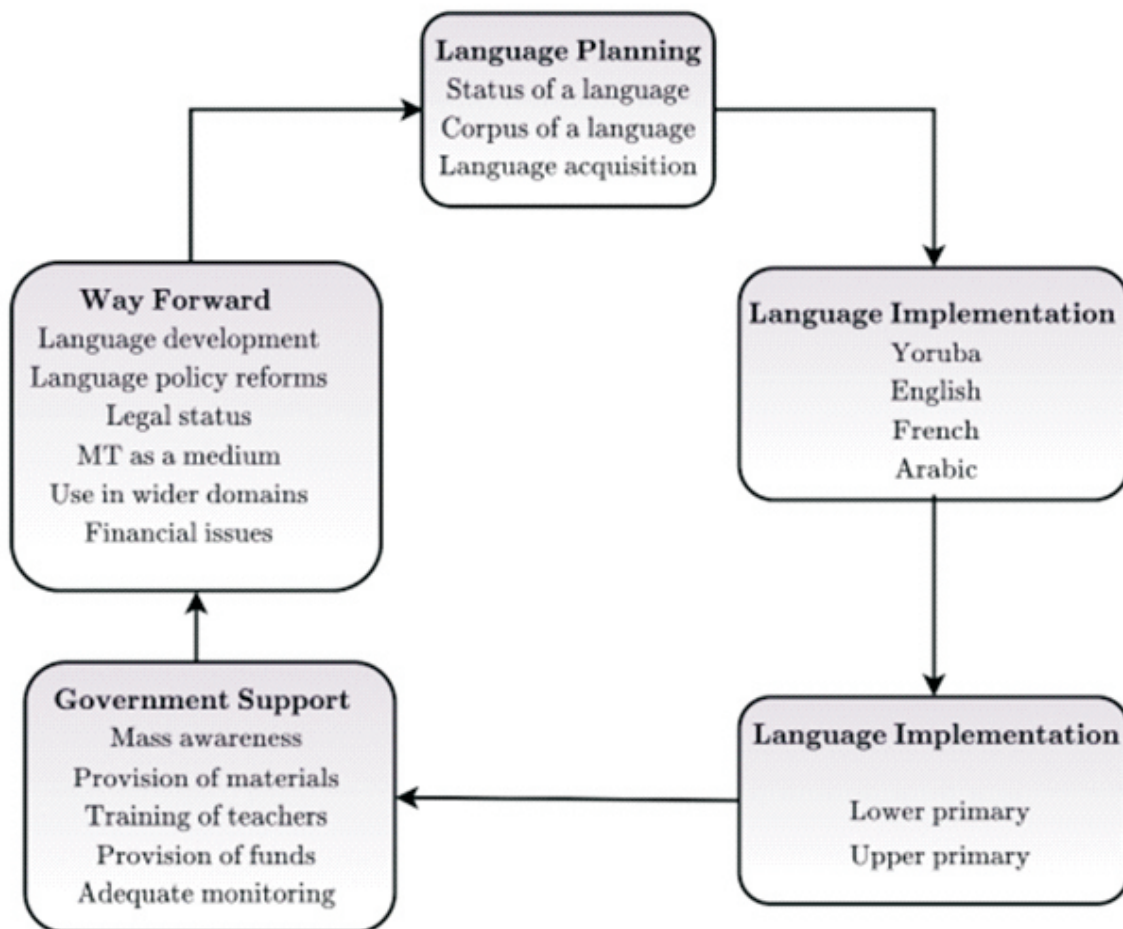 Language Planning
Status of a language
Corpus of a language
Language acquisition
Language Implementation
Yoruba
English
French
Arabic
Language Implementation
Lower primary
Upper primary
Government Support
Mass awareness
Provision of materials
Training of teachers
Provision of funds
Adequate monitoring
Way Forward
Language development
Language policy reforms
Legal status
MT as a medium
Use in wider domains
Financial issues